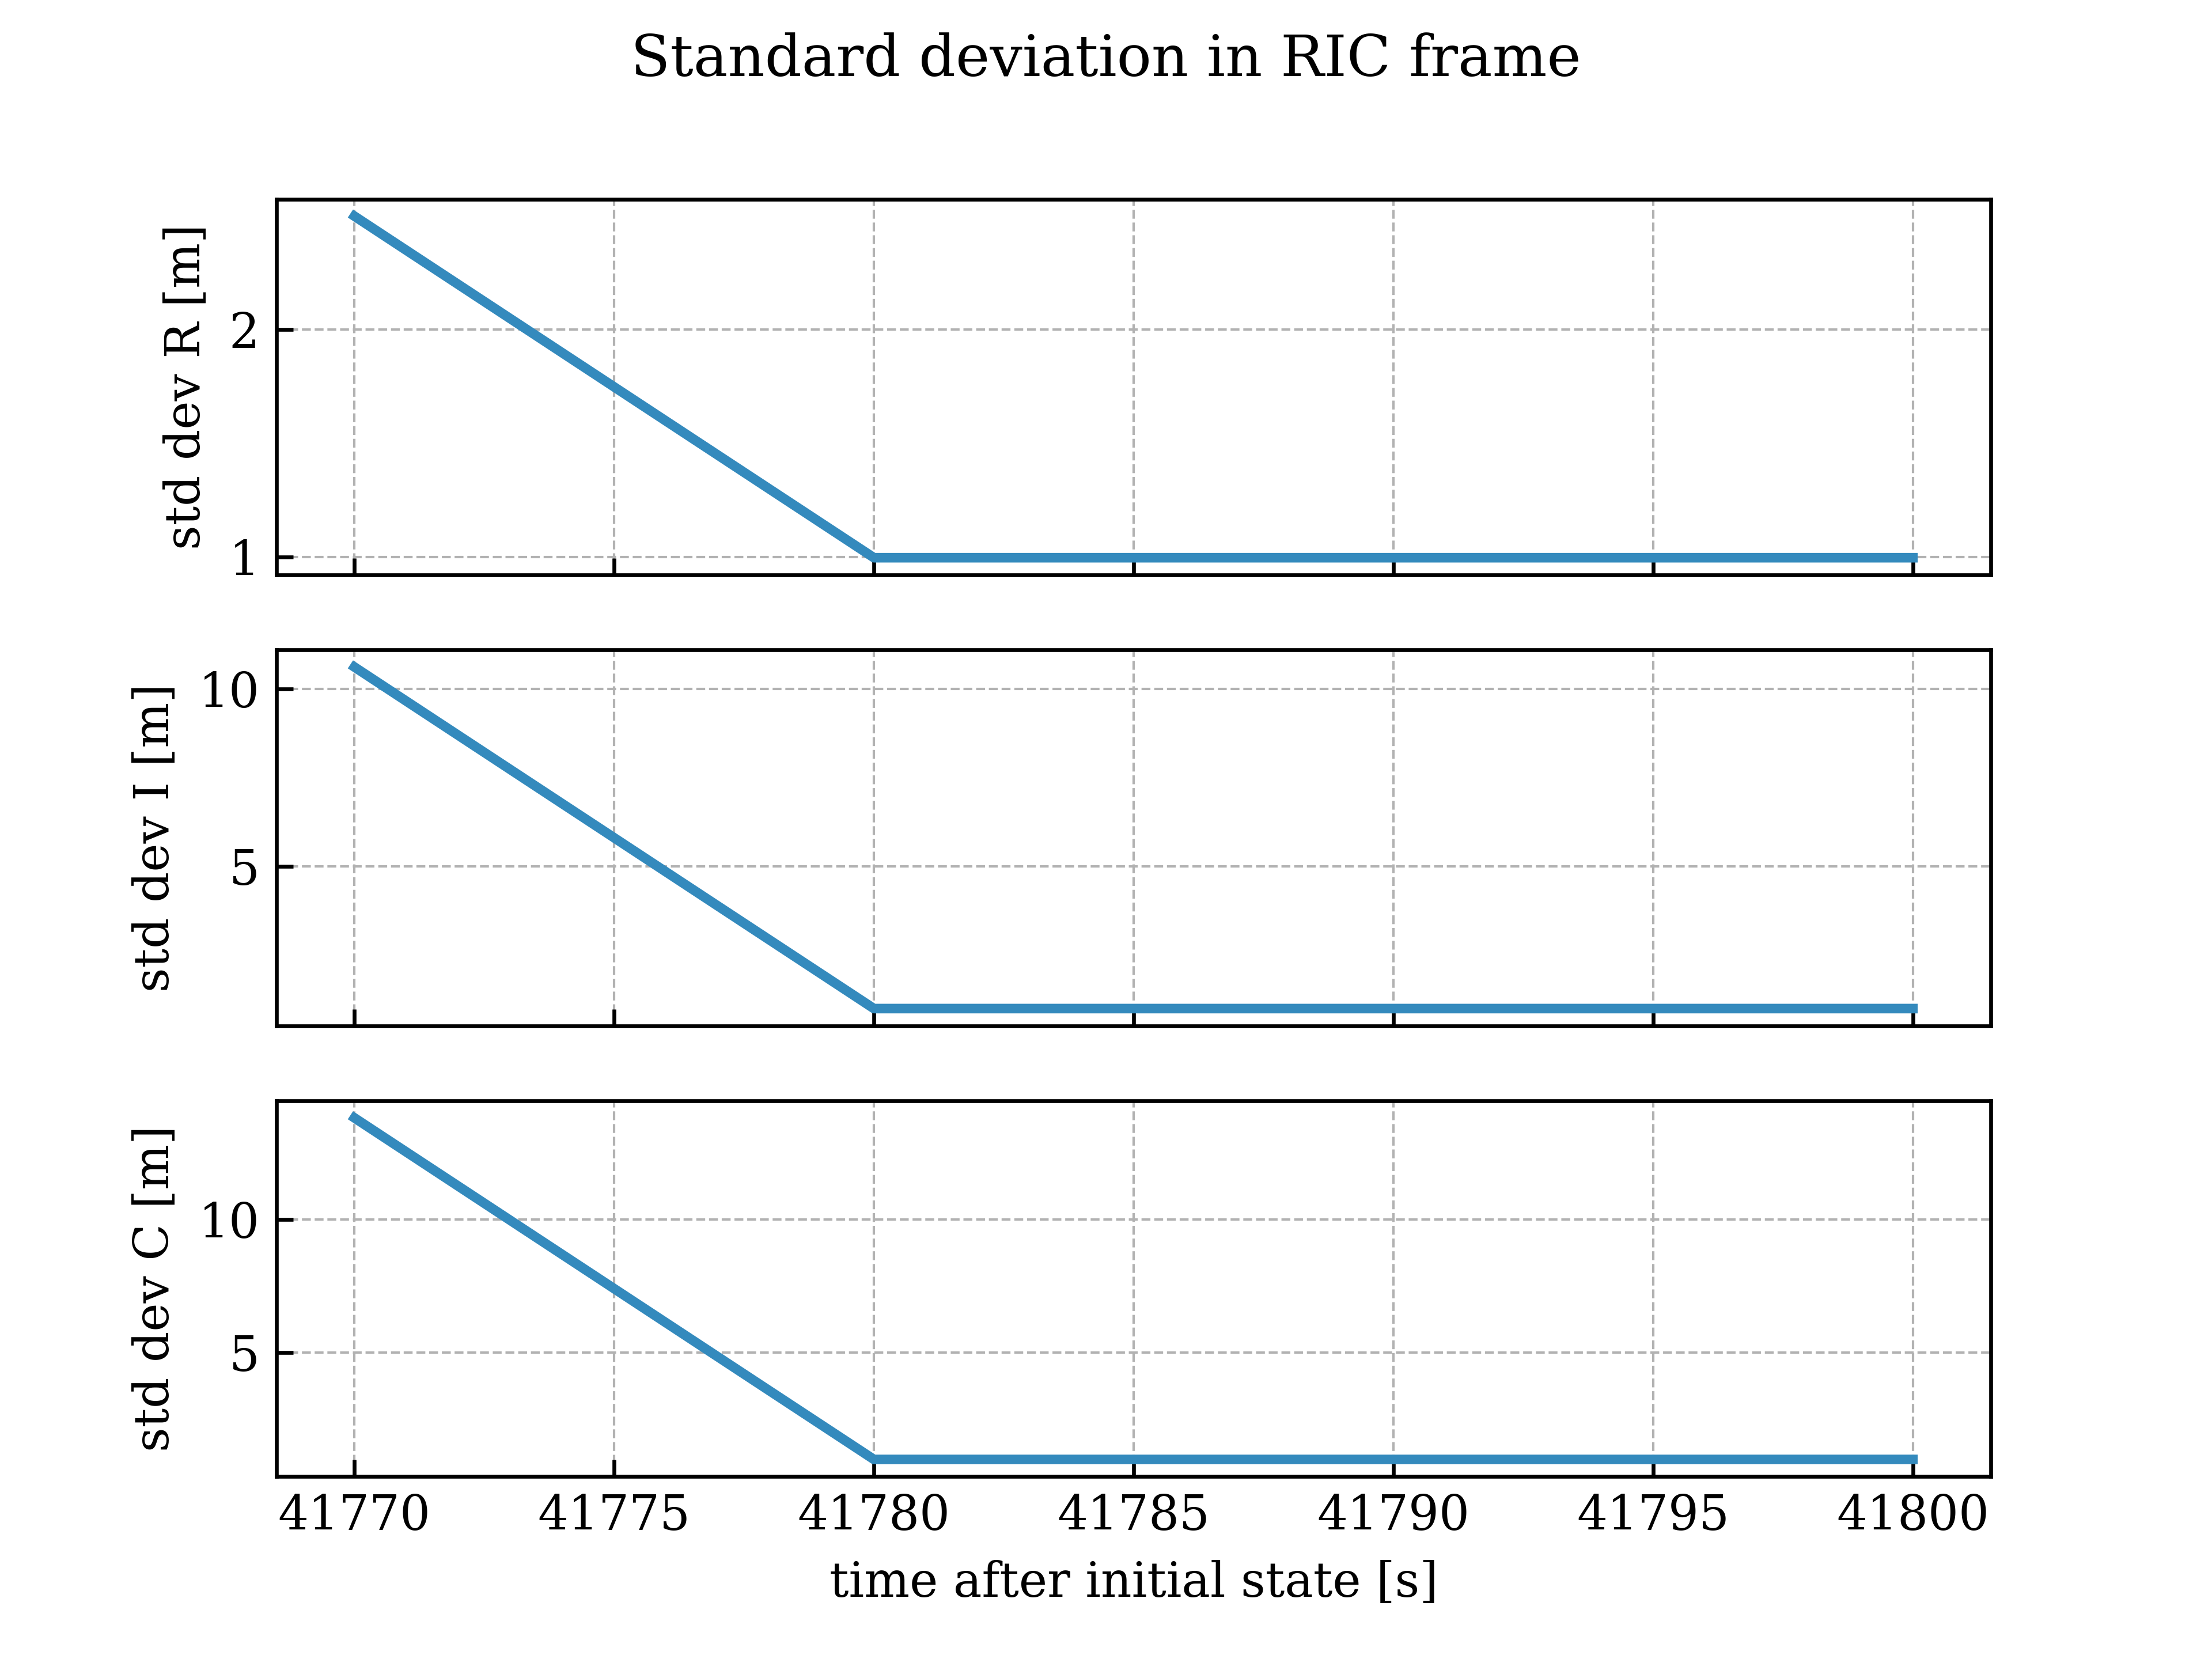 Standard deviation in RIC frame
std dev R [m]
2
1
std dev I [m]
10
5
std dev C [m]
10
5
41770 41775 41780 41785 41790 41795 41800
time after initial state [s]